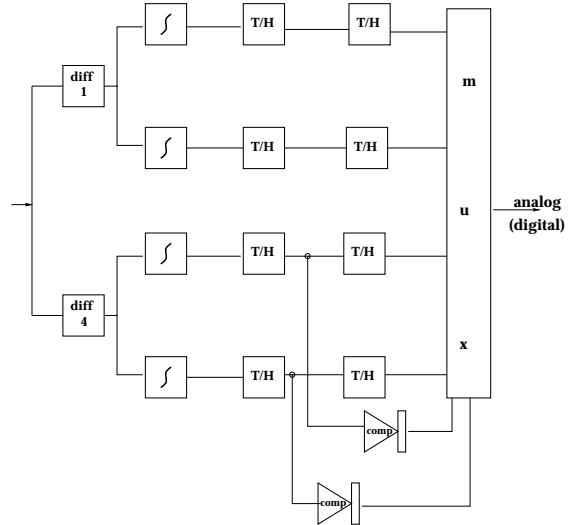 T/H T/H
diff
1
m
T/H T/H
u
analog
(digital)
T/H T/H
diff
4
x
T/H T/H
comp
comp